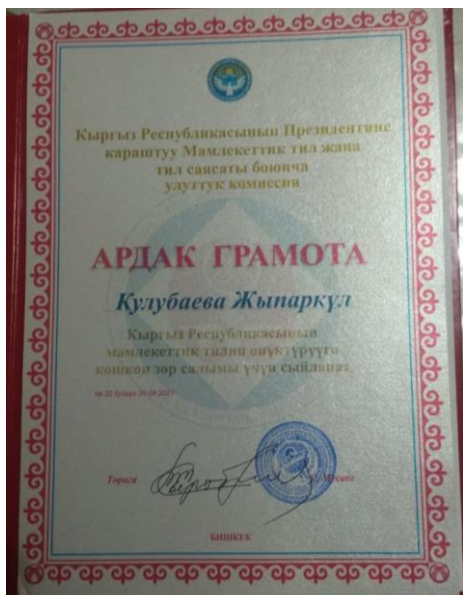 Кыргыз Республикасынын Президентине
караштуу Мамлекеттик тил жана
тил саясаты боюнча
улуттук комиссия
АРДАК ГРАМОТА
Кулубаева Жыпаркүл
Кыргыз Республикасынын
мамлекеттик тилин өнүктүрүүгө
кошкон зор салымы үчүн сыйланат
буйрук
Төрага
БИШКЕК